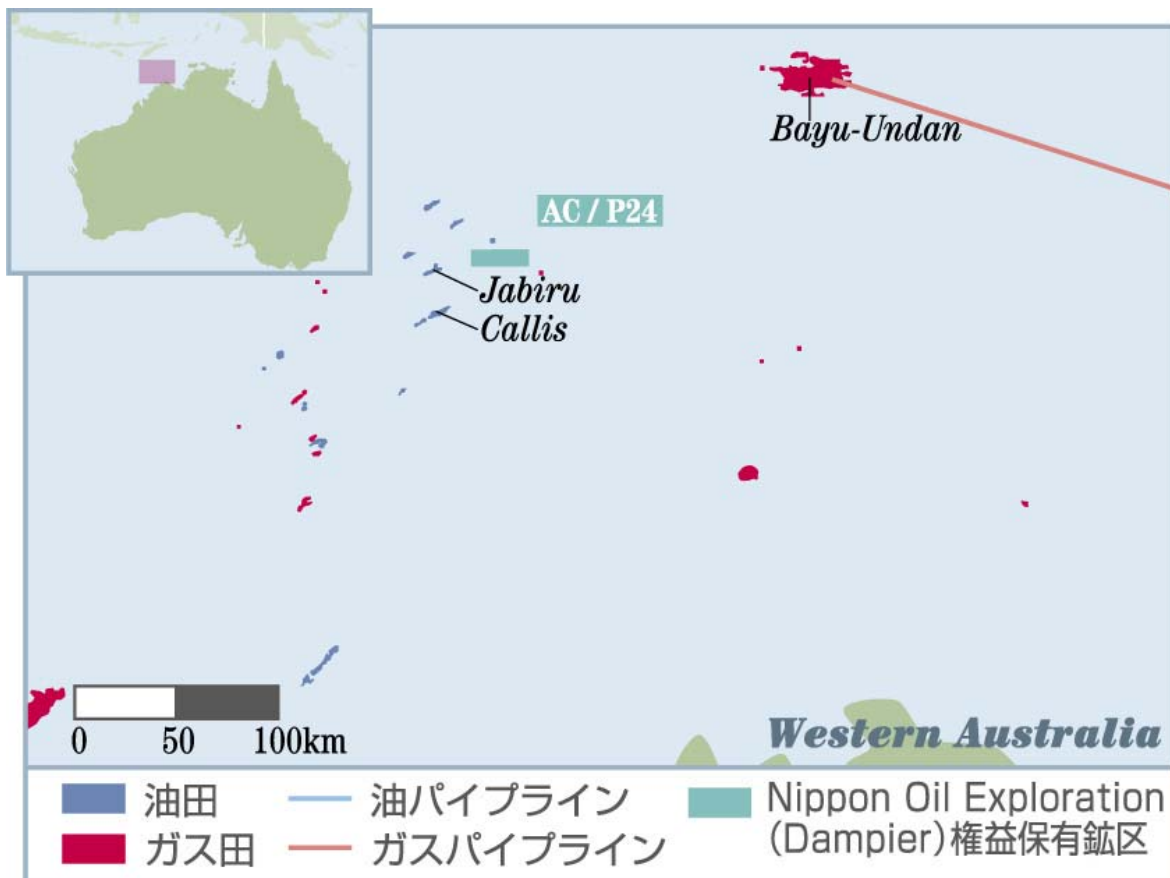 Bayu-Undan
AC / P24
Jabiru
Callis
0 50 100km
Western Australia
油田
油パイプライン
Nippon Oil Exploration
(Dampier)権益保有鉱区
ガス田
ガスパイプライン